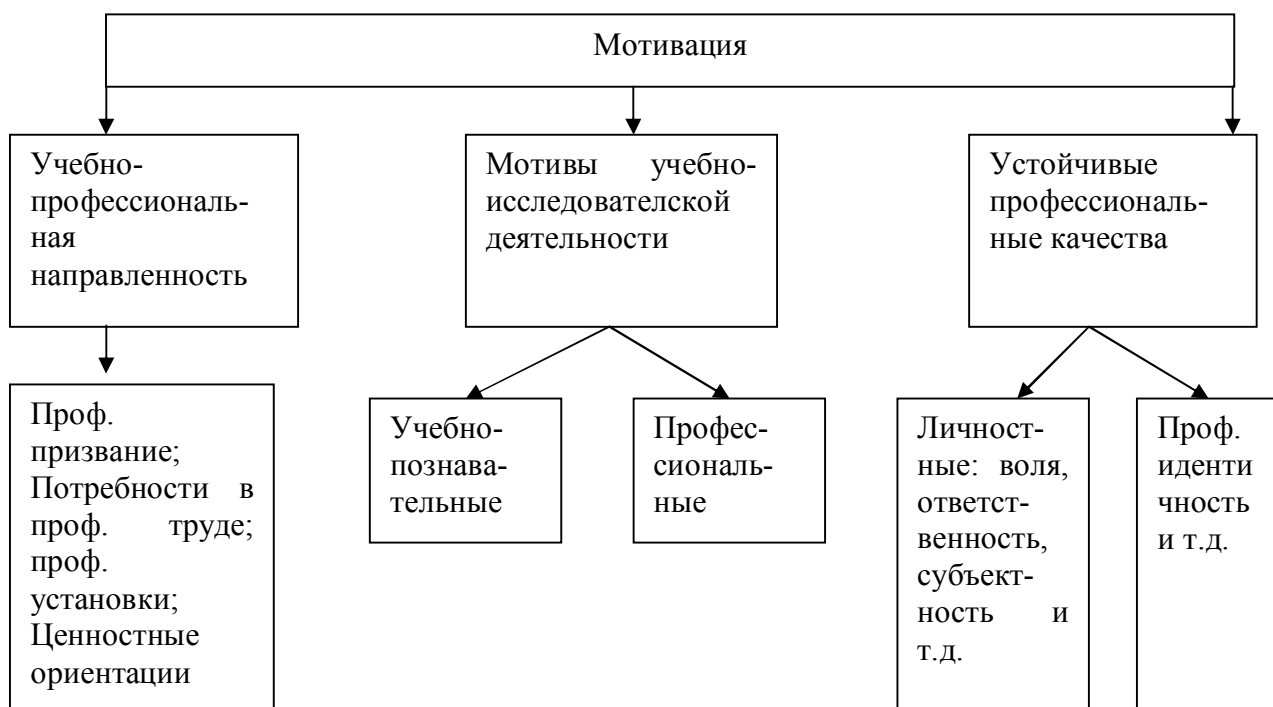 Мотивация
Учебно-
профессиональ-
ная
направленность
Мотивы учебно-
исследователской
деятельности
Устойчивые
профессиональ-
ные качества
Проф.
призвание;
Потребности в
проф. труде;
проф.
установки;
Ценностные
ориентации
Учебно-
познава-
тельные
Профес-
сиональ-
ные
Личност-
ные: воля,
ответст-
венность,
субъект-
ность и
т.д.
Проф.
иденти
чность
и т.д.